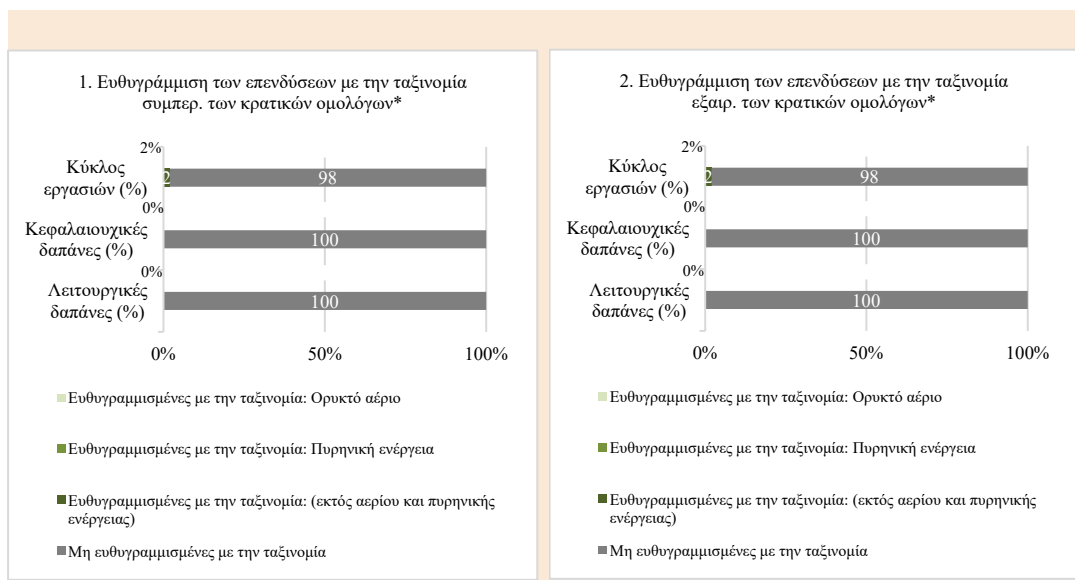 1. Ευθυγράμμιση των επενδύσεων με την ταξινομία
συμπερ. των κρατικών ομολόγων*
2%
Κύκλος
εργασιών (%)
2
98
0%
Κεφαλαιουχικές
δαπάνες (%)
100
0%
Λειτουργικές
δαπάνες (%)
100
0%
50%
100%
Ευθυγραμμισμένες με την ταξινομία: Ορυκτό αέριο
Ευθυγραμμισμένες με την ταξινομία: Πυρηνική ενέργεια
Ευθυγραμμισμένες με την ταξινομία: (εκτός αερίου και πυρηνικής
ενέργειας)
Μη ευθυγραμμισμένες με την ταξινομία
2. Ευθυγράμμιση των επενδύσεων με την ταξινομία
εξαιρ. των κρατικών ομολόγων*
2%
Κύκλος
εργασιών (%)
2
98
0%
Κεφαλαιουχικές
δαπάνες (%)
100
0%
Λειτουργικές
δαπάνες (%)
100
0%
50%
100%
Ευθυγραμμισμένες με την ταξινομία: Ορυκτό αέριο
Ευθυγραμμισμένες με την ταξινομία: Πυρηνική ενέργεια
Ευθυγραμμισμένες με την ταξινομία: (εκτός αερίου και πυρηνικής
ενέργειας)
Μη ευθυγραμμισμένες με την ταξινομία